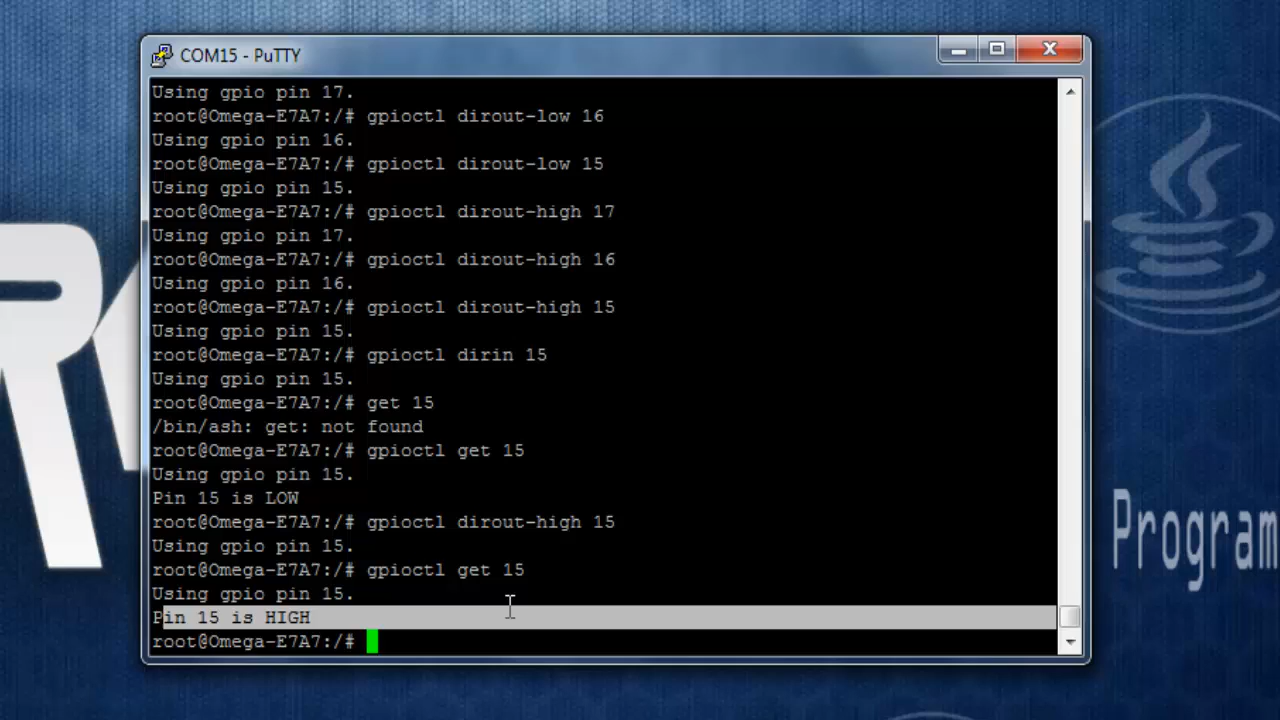 COM15 - PuTTY
Using gpio pin 17.
root@Omega-E7A7:/# gpioctl dirout-low 16
Using gpio pin 16.
root@Omega-E7A7:/# gpioctl dirout-low 15
Using gpio pin 15.
root@Omega-E7A7:/# gpioctl dirout-high 17
Using gpio pin 17.
root@Omega-E7A7:/# gpioctl dirout-high 16
Using gpio pin 16.
root@Omega-E7A7:/# gpioctl dirout-high 15
Using gpio pin 15.
root@Omega-E7A7:/# gpioctl dirin 15
Using gpio pin 15.
root@Omega-E7A7:/# get 15
/bin/ash: get: not found
root@Omega-E7A7:/# gpioctl get 15
Using gpio pin 15.
Pin 15 is LOW
root@Omega-E7A7:/# gpioctl dirout-high 15
Using gpio pin 15.
root@Omega-E7A7:/# gpioctl get 15
Using gpio pin 15.
Pin 15 is HIGH
root@Omega-E7A7:/#
R
Program